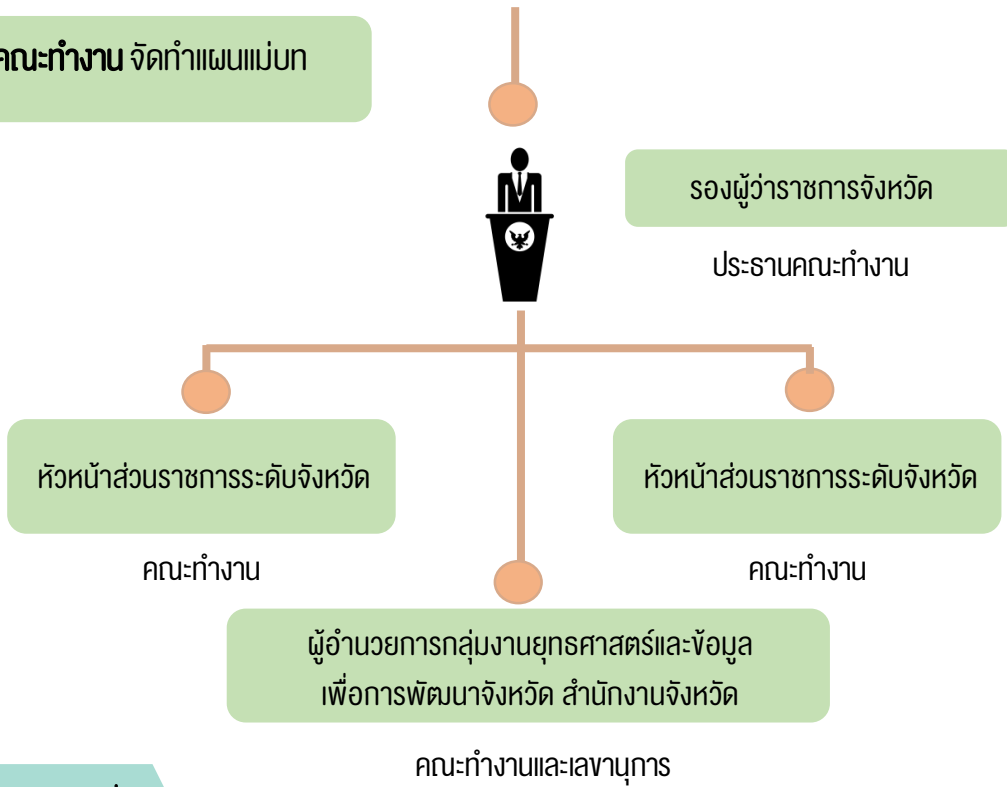 คณะทำงาน จัดทำแผนแม่บท
รองผู้ว่าราชการจังหวัด
ประธานคณะทำงาน
หัวหน้าส่วนราชการระดับจังหวัด
คณะทำงาน
หัวหน้าส่วนราชการระดับจังหวัด
คณะทำงาน
ผู้อำนวยการกลุ่มงานยุทธศาสตร์และข้อมูล
เพื่อการพัฒนาจังหวัด สำนักงานจังหวัด
คณะทำงานและเลขานุการ